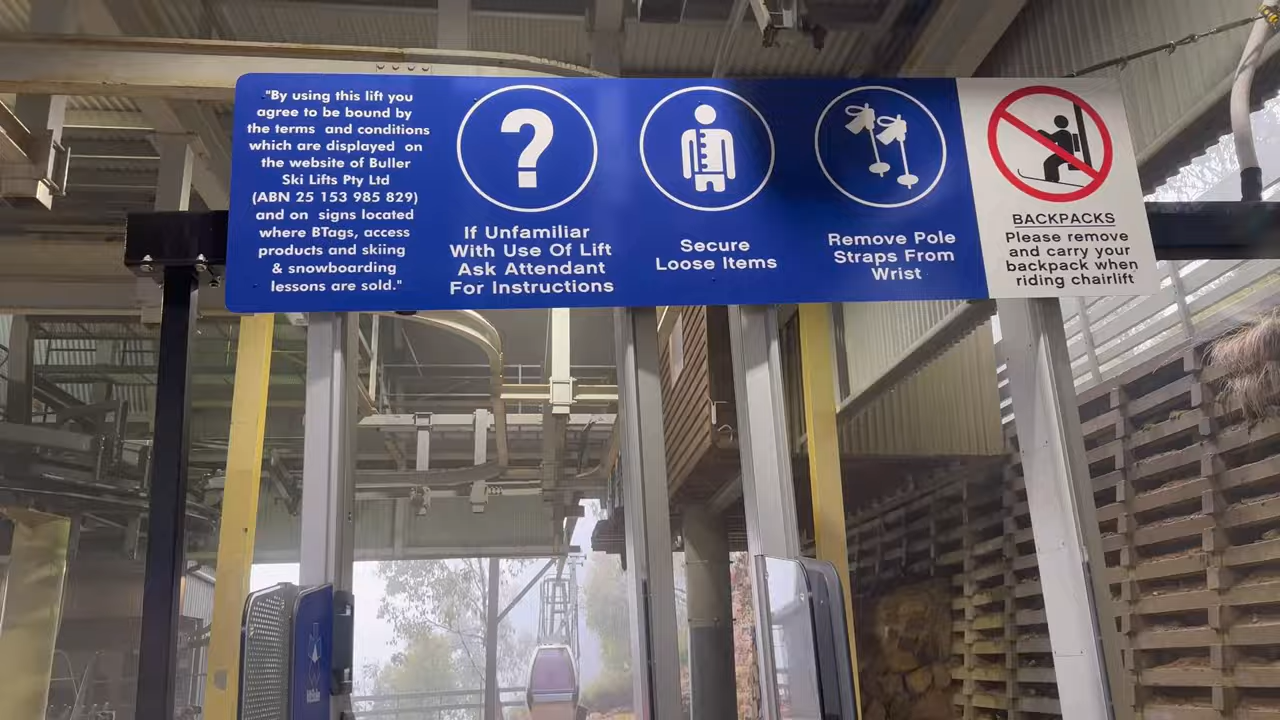 "By using this lift you
agree to be bound by
the terms and conditions
which are displayed on
the website of Buller
Ski Lifts Pty Ltd
(ABN 25 153 985 829)
and on signs located
where BTags, access
products and skiing
& snowboarding
lessons are sold."
?
If Unfamiliar
With Use Of Lift
Ask Attendant
For Instructions
Secure
Loose Items
Remove Pole
Straps From
Wrist
BACKPACKS
Please remove
and carry your
backpack when
riding chairlift